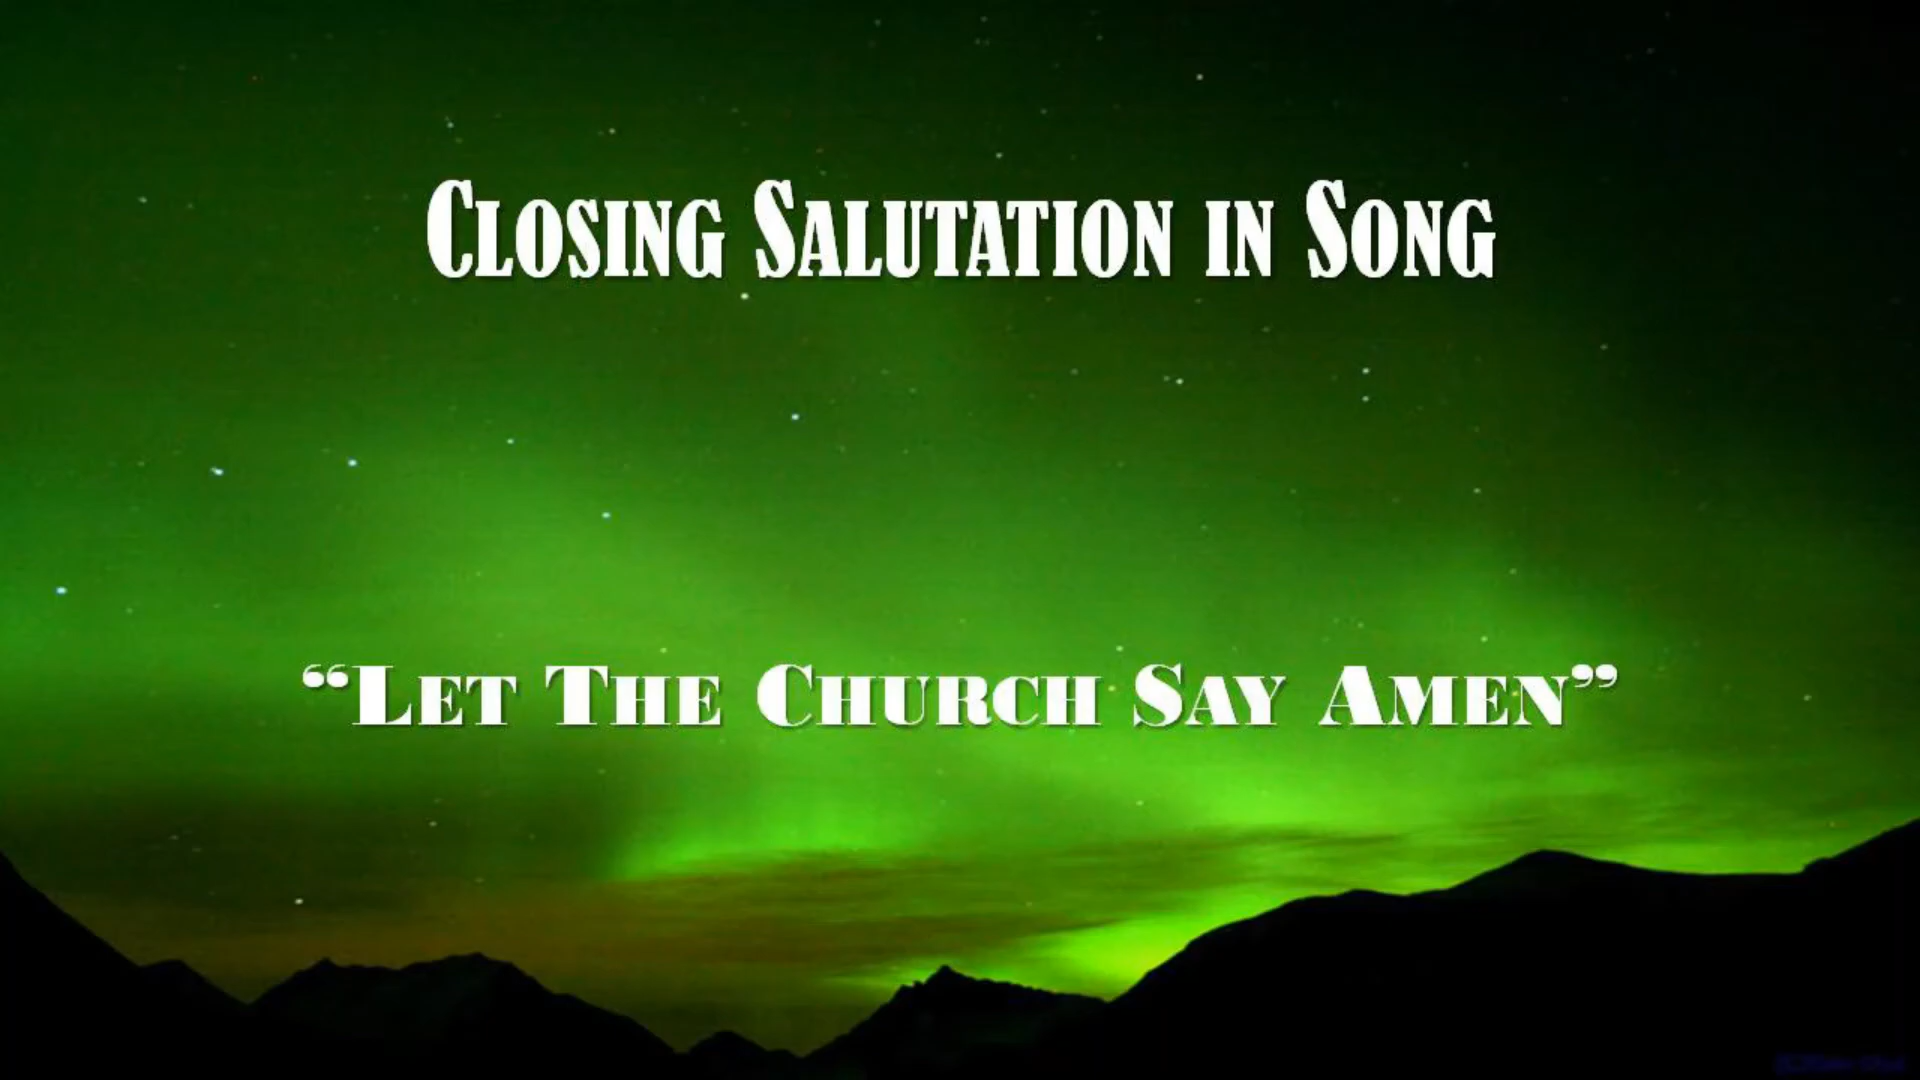 Closing Salutation in Song
“Let The Church Say Amen”